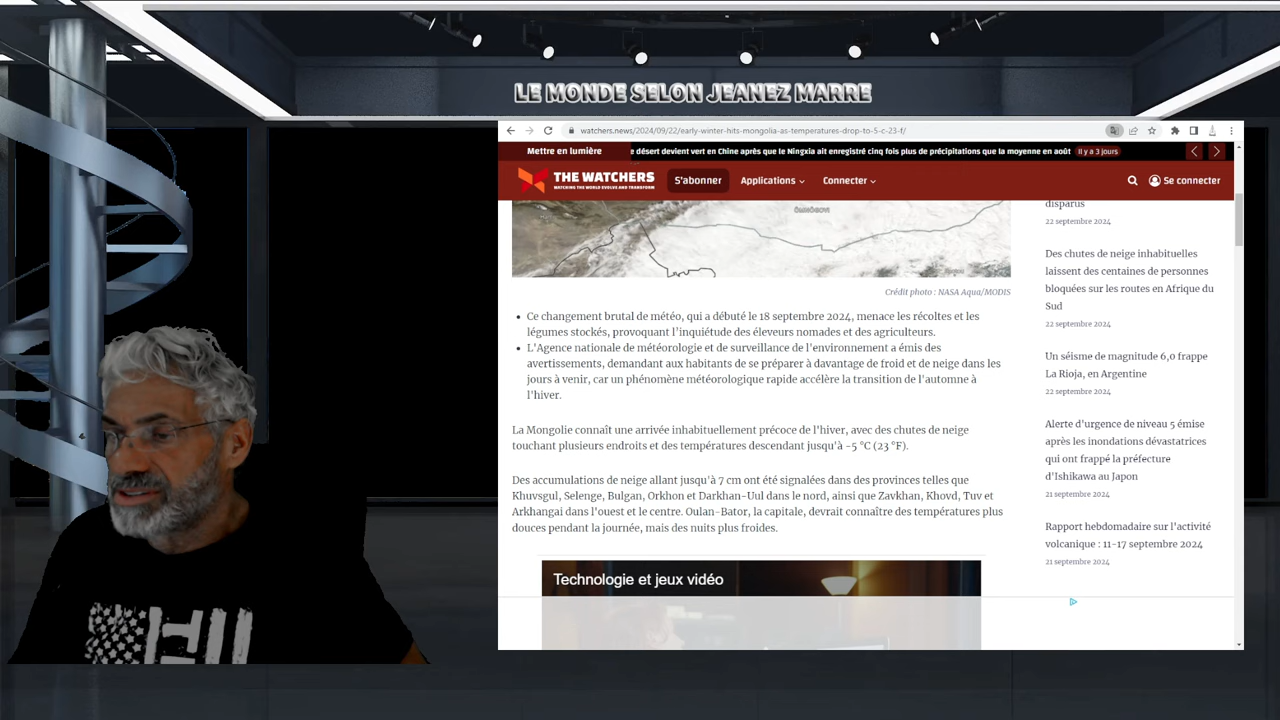 LE MONDE SELON JEANEZ MARRE
watchers.news/2024/09/22/early-winter-hits-mongolia-as-temperatures-drop-to-5-c-23-f/
Mettre en lumière
e désert devient vert en Chine après que le Ningxia ait enregistré cinq fois plus de précipitations que la moyenne en août
Il y a 3 jours
THE WATCHERS
WATCHING THE WORLD EVOLVE AND TRANSFORM
S'abonner
Applications
Connecter
Se connecter
ÖMNÖGOVI
Crédit photo : NASA Aqua/MODIS
Ce changement brutal de météo, qui a débuté le 18 septembre 2024, menace les récoltes et les
légumes stockés, provoquant l'inquiétude des éleveurs nomades et des agriculteurs.
L'Agence nationale de météorologie et de surveillance de l'environnement a émis des
avertissements, demandant aux habitants de se préparer à davantage de froid et de neige dans les
jours à venir, car un phénomène météorologique rapide accélère la transition de l'automne à
l'hiver.
La Mongolie connaît une arrivée inhabituellement précoce de l'hiver, avec des chutes de neige
touchant plusieurs endroits et des températures descendant jusqu'à -5 °C (23 °F).
Des accumulations de neige allant jusqu'à 7 cm ont été signalées dans des provinces telles que
Khuvsgul, Selenge, Bulgan, Orkhon et Darkhan-Uul dans le nord, ainsi que Zavkhan, Khovd, Tuv et
Arkhangai dans l'ouest et le centre. Oulan-Bator, la capitale, devrait connaître des températures plus
douces pendant la journée, mais des nuits plus froides.
Technologie et jeux vidéo
disparus
22 septembre 2024
Des chutes de neige inhabituelles
laissent des centaines de personnes
bloquées sur les routes en Afrique du
Sud
22 septembre 2024
Un séisme de magnitude 6,0 frappe
La Rioja, en Argentine
22 septembre 2024
Alerte d'urgence de niveau 5 émise
après les inondations dévastatrices
qui ont frappé la préfecture
d'Ishikawa au Japon
21 septembre 2024
Rapport hebdomadaire sur l'activité
volcanique : 11-17 septembre 2024
21 septembre 2024